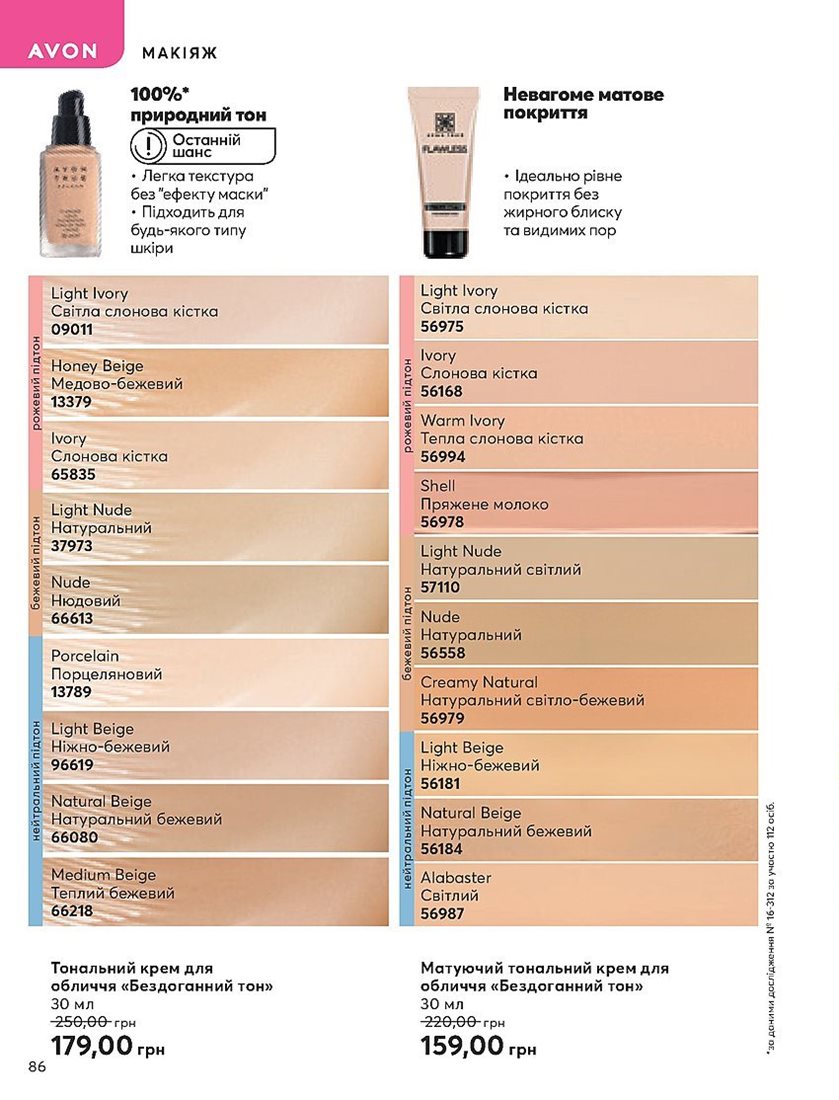 AVON
МАКІЯЖ
100%*
природний тон
Останній
шанс
• Легка текстура
без "ефекту маски"
• Підходить для
будь-якого типу
шкіри
Невагоме матове
покриття
FLAWLESS
• Ідеально рівне
покриття без
жирного блиску
та видимих пор
рожевий підтон
Light Ivory
Світла слонова кістка
09011
Honey Beige
Медово-бежевий
13379
Ivory
Слонова кістка
65835
бежевий підтон
Light Nude
Натуральний
37973
Nude
Нюдовий
66613
нейтральний підтон
Porcelain
Порцеляновий
13789
Light Beige
Ніжно-бежевий
96619
Natural Beige
Натуральний бежевий
66080
Medium Beige
Теплий бежевий
66218
рожевий підтон
Light Ivory
Світла слонова кістка
56975
Ivory
Слонова кістка
56168
Warm Ivory
Тепла слонова кістка
56994
Shell
Пряжене молоко
56978
бежевий підтон
Light Nude
Натуральний світлий
57110
Nude
Натуральний
56558
Creamy Natural
Натуральний світло-бежевий
56979
нейтральний підтон
Light Beige
Ніжно-бежевий
56181
Natural Beige
Натуральний бежевий
56184
Alabaster
Світлий
56987
Тональний крем для
обличчя «Бездоганний тон»
30 мл
250,00 грн
179,00 грн
Матуючий тональний крем для
обличчя «Бездоганний тон»
30 мл
220,00 грн
159,00 грн
*за даними дослідження № 16-312 за участю 112 осіб.
86